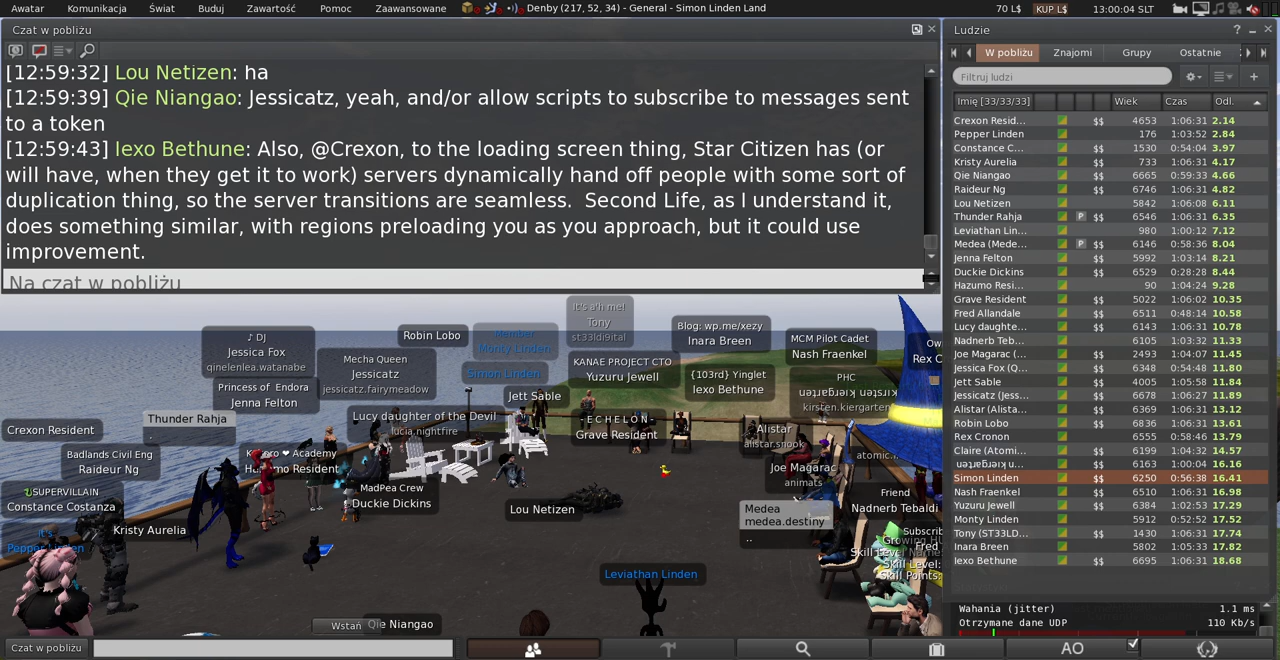 Awatar Komunikacja Świat Buduj Zawartość Pomoc Zaawansowane Denby (217, 52, 34) - General - Simon Linden Land 70 L$ KUP L$ 13:00:04 SLT
Czat w pobliżu
[12:59:32] Lou Netizen: ha
[12:59:39] Qie Niangao: Jessicatz, yeah, and/or allow scripts to subscribe to messages sent
to a token
[12:59:43] Iexo Bethune: Also, @Crexon, to the loading screen thing, Star Citizen has (or
will have, when they get it to work) servers dynamically hand off people with some sort of
duplication thing, so the server transitions are seamless.  Second Life, as I understand it,
does something similar, with regions preloading you as you approach, but it could use
improvement.
Na czat w pobliżu
It's a'h me!
Tony
st33ldi9ital
♪ DJ
Jessica Fox
qinelenlea.watanabe
Robin Lobo
Member
Monty Linden
Blog: wp.me/xezy
Inara Breen
MCM Pilot Cadet
Nash Fraenkel
Rex C
Mecha Queen
Jessicatz
jessicatz.fairymeadow
Simon Linden
KANAE PROJECT CTO
Yuzuru Jewell
{103rd} Yinglet
Iexo Bethune
PHC
kirsten.kiergarten
Princess of Endora
Jenna Felton
Jett Sable
Thunder Rahja
.
Lucy daughter of the Devil
lucia.nightfire
- E C H E L O N -
Grave Resident
Alistar
alistar.snook
Crexon Resident
Badlands Civil Eng
Raideur Ng
Academy
Resident
atomic...
Joe Magarac
animats
SUPERVILLAIN
Constance Costanza
MadPea Crew
Duckie Dickins
Friend
Nadnerb Tebaldi
Lou Netizen
Medea
medea.destiny
..
Kristy Aurelia
It's
Pepper Linden
Skill Level:
Skill Points:
Leviathan Linden
Wstań
Qie Niangao
Czat w pobliżu
AO
Ludzie
? _ ×
W pobliżu Znajomi Grupy Ostatnie
Filtruj ludzi
Imię [33/33/33] Wiek Czas Odl.
Crexon Resid... $$ 4653 1:06:31 2.14
Pepper Linden 176 1:03:52 2.84
Constance C... $$ 1530 0:54:04 3.97
Kristy Aurelia $$ 733 1:06:31 4.17
Qie Niangao $$ 6665 0:59:33 4.66
Raideur Ng $$ 6746 1:06:31 4.82
Lou Netizen 5842 1:06:08 6.11
Thunder Rahja P $$ 6546 1:06:31 6.35
Leviathan Lin... 980 1:00:12 7.12
Medea (Mede... P $$ 6146 0:58:36 8.04
Jenna Felton $$ 5992 1:03:14 8.21
Duckie Dickins $$ 6529 0:28:28 8.44
Hazumo Resi... 90 1:04:24 9.28
Grave Resident $$ 5022 1:06:02 10.35
Fred Allandale $$ 6511 0:48:14 10.58
Lucy daughte... $$ 6143 1:06:31 10.78
Nadnerb Teb... 6105 1:03:32 11.33
Joe Magarac (... $$ 2493 1:04:07 11.45
Jessica Fox (Q... $$ 6348 0:54:48 11.80
Jett Sable $$ 4005 1:05:58 11.84
Jessicatz (Jess... $$ 6678 1:06:27 11.89
Alistar (Alista... $$ 6369 1:06:31 13.12
Robin Lobo $$ 6836 1:06:31 13.61
Rex Cronon 6555 0:58:46 13.79
Claire (Atomi... $$ 6199 1:04:32 14.57
$$ 6163 1:00:04 16.16
Simon Linden $$ 6250 0:56:38 16.41
Nash Fraenkel $$ 6510 1:06:31 16.98
Yuzuru Jewell $$ 6384 1:02:53 17.29
Monty Linden 5912 0:52:52 17.52
Tony (ST33LD... $$ 1430 1:06:31 17.74
Inara Breen 5802 1:05:33 17.82
Iexo Bethune $$ 6695 1:06:31 18.68
Wahania (jitter) 1.1 ms
Otrzymane dane UDP 110 Kb/s